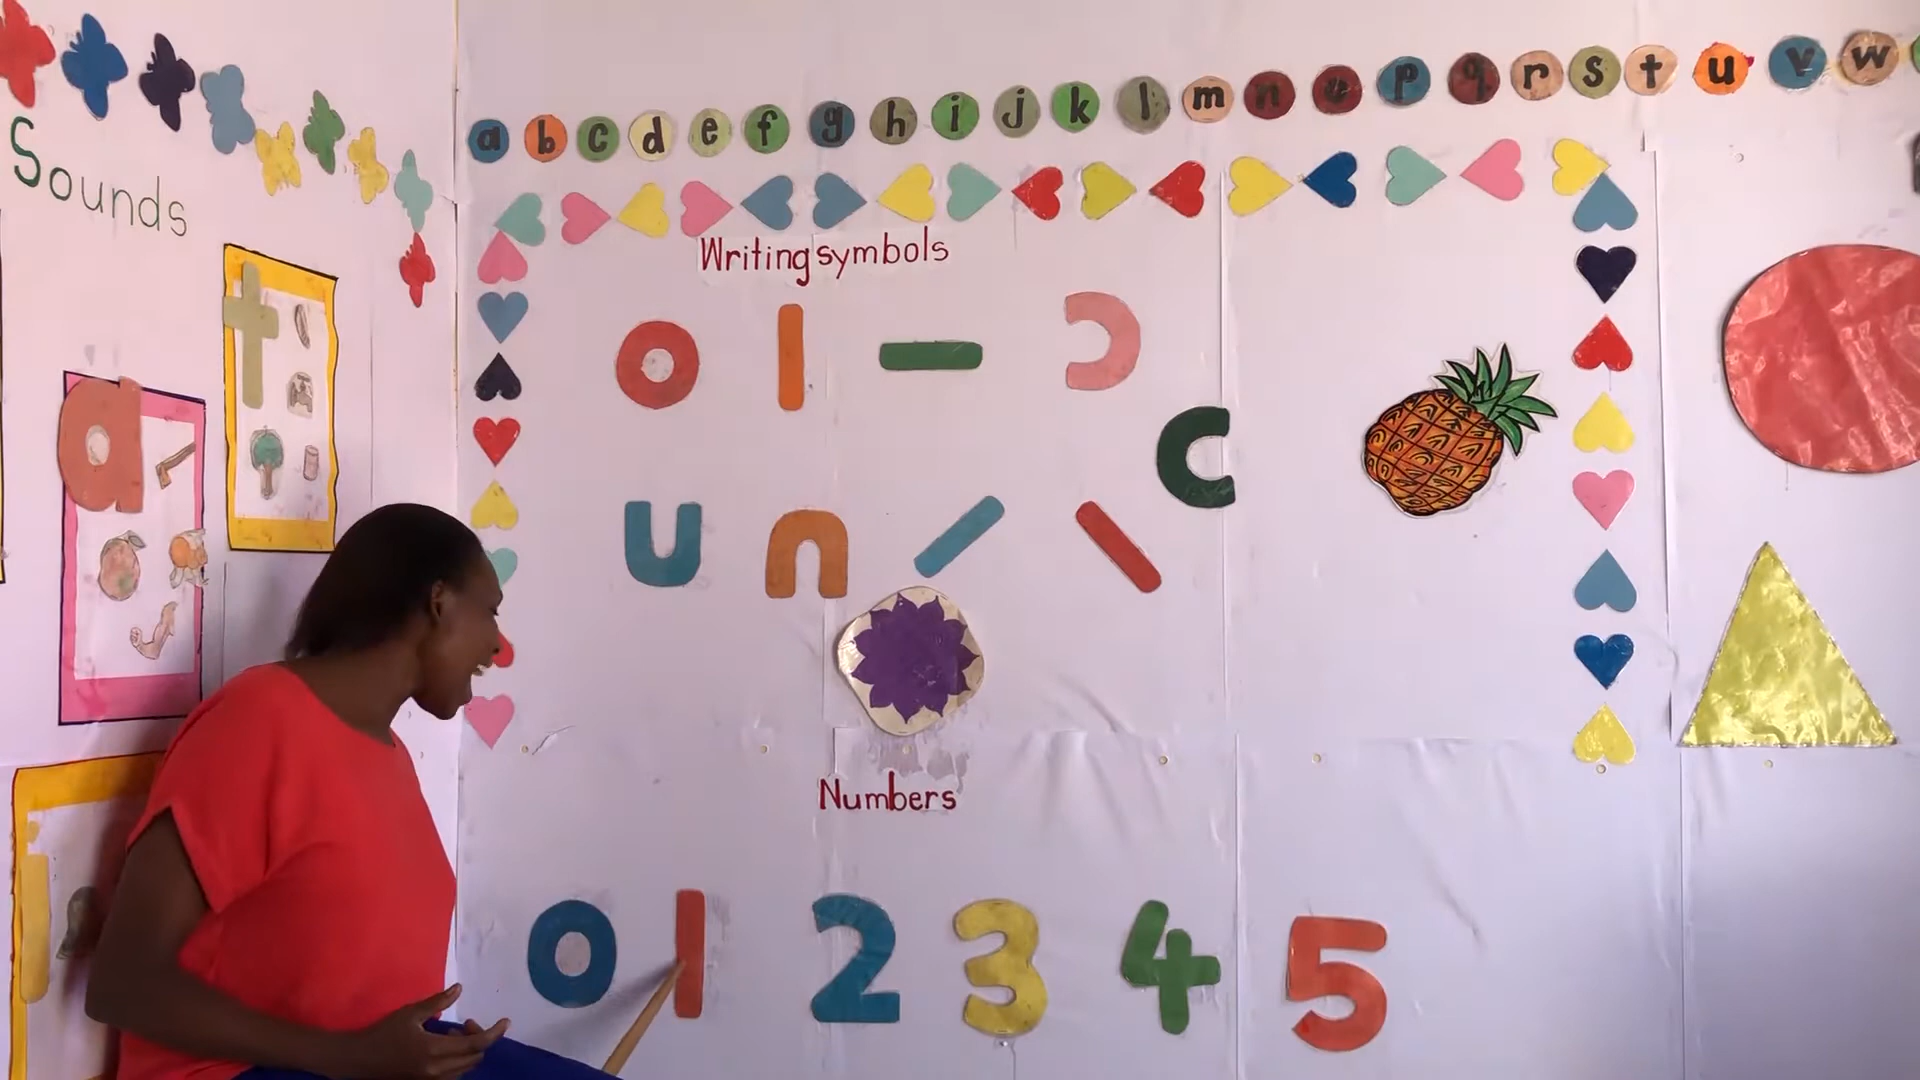 Sounds
t
a
a b c d e f g h i j k l m n o p q r s t u v w
Writing symbols
O I — Ɔ
C
U ∩ / \
Numbers
0 1 2 3 4 5